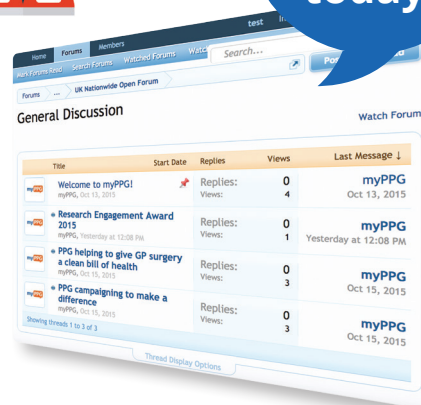 today
test
Home Forums Members
Mark Forums Read Search Forums Watched Forums
Search...
Forums ... UK Nationwide Open Forum
General Discussion
Watch Forum
Title Start Date Replies Views Last Message ↓
myPPG Welcome to myPPG! Replies: 0 myPPG
myPPG, Oct 13, 2015 Views: 4 Oct 13, 2015
myPPG Research Engagement Award Replies: 0 myPPG
2015 Views: 1 Yesterday at 12:08 PM
myPPG, Yesterday at 12:08 PM
myPPG PPG helping to give GP surgery Replies: 0 myPPG
a clean bill of health Views: 3 Oct 15, 2015
myPPG, Oct 15, 2015
myPPG PPG campaigning to make a Replies: 0 myPPG
difference Views: 3 Oct 15, 2015
myPPG, Oct 15, 2015
Showing threads 1 to 3 of 3
Thread Display Options